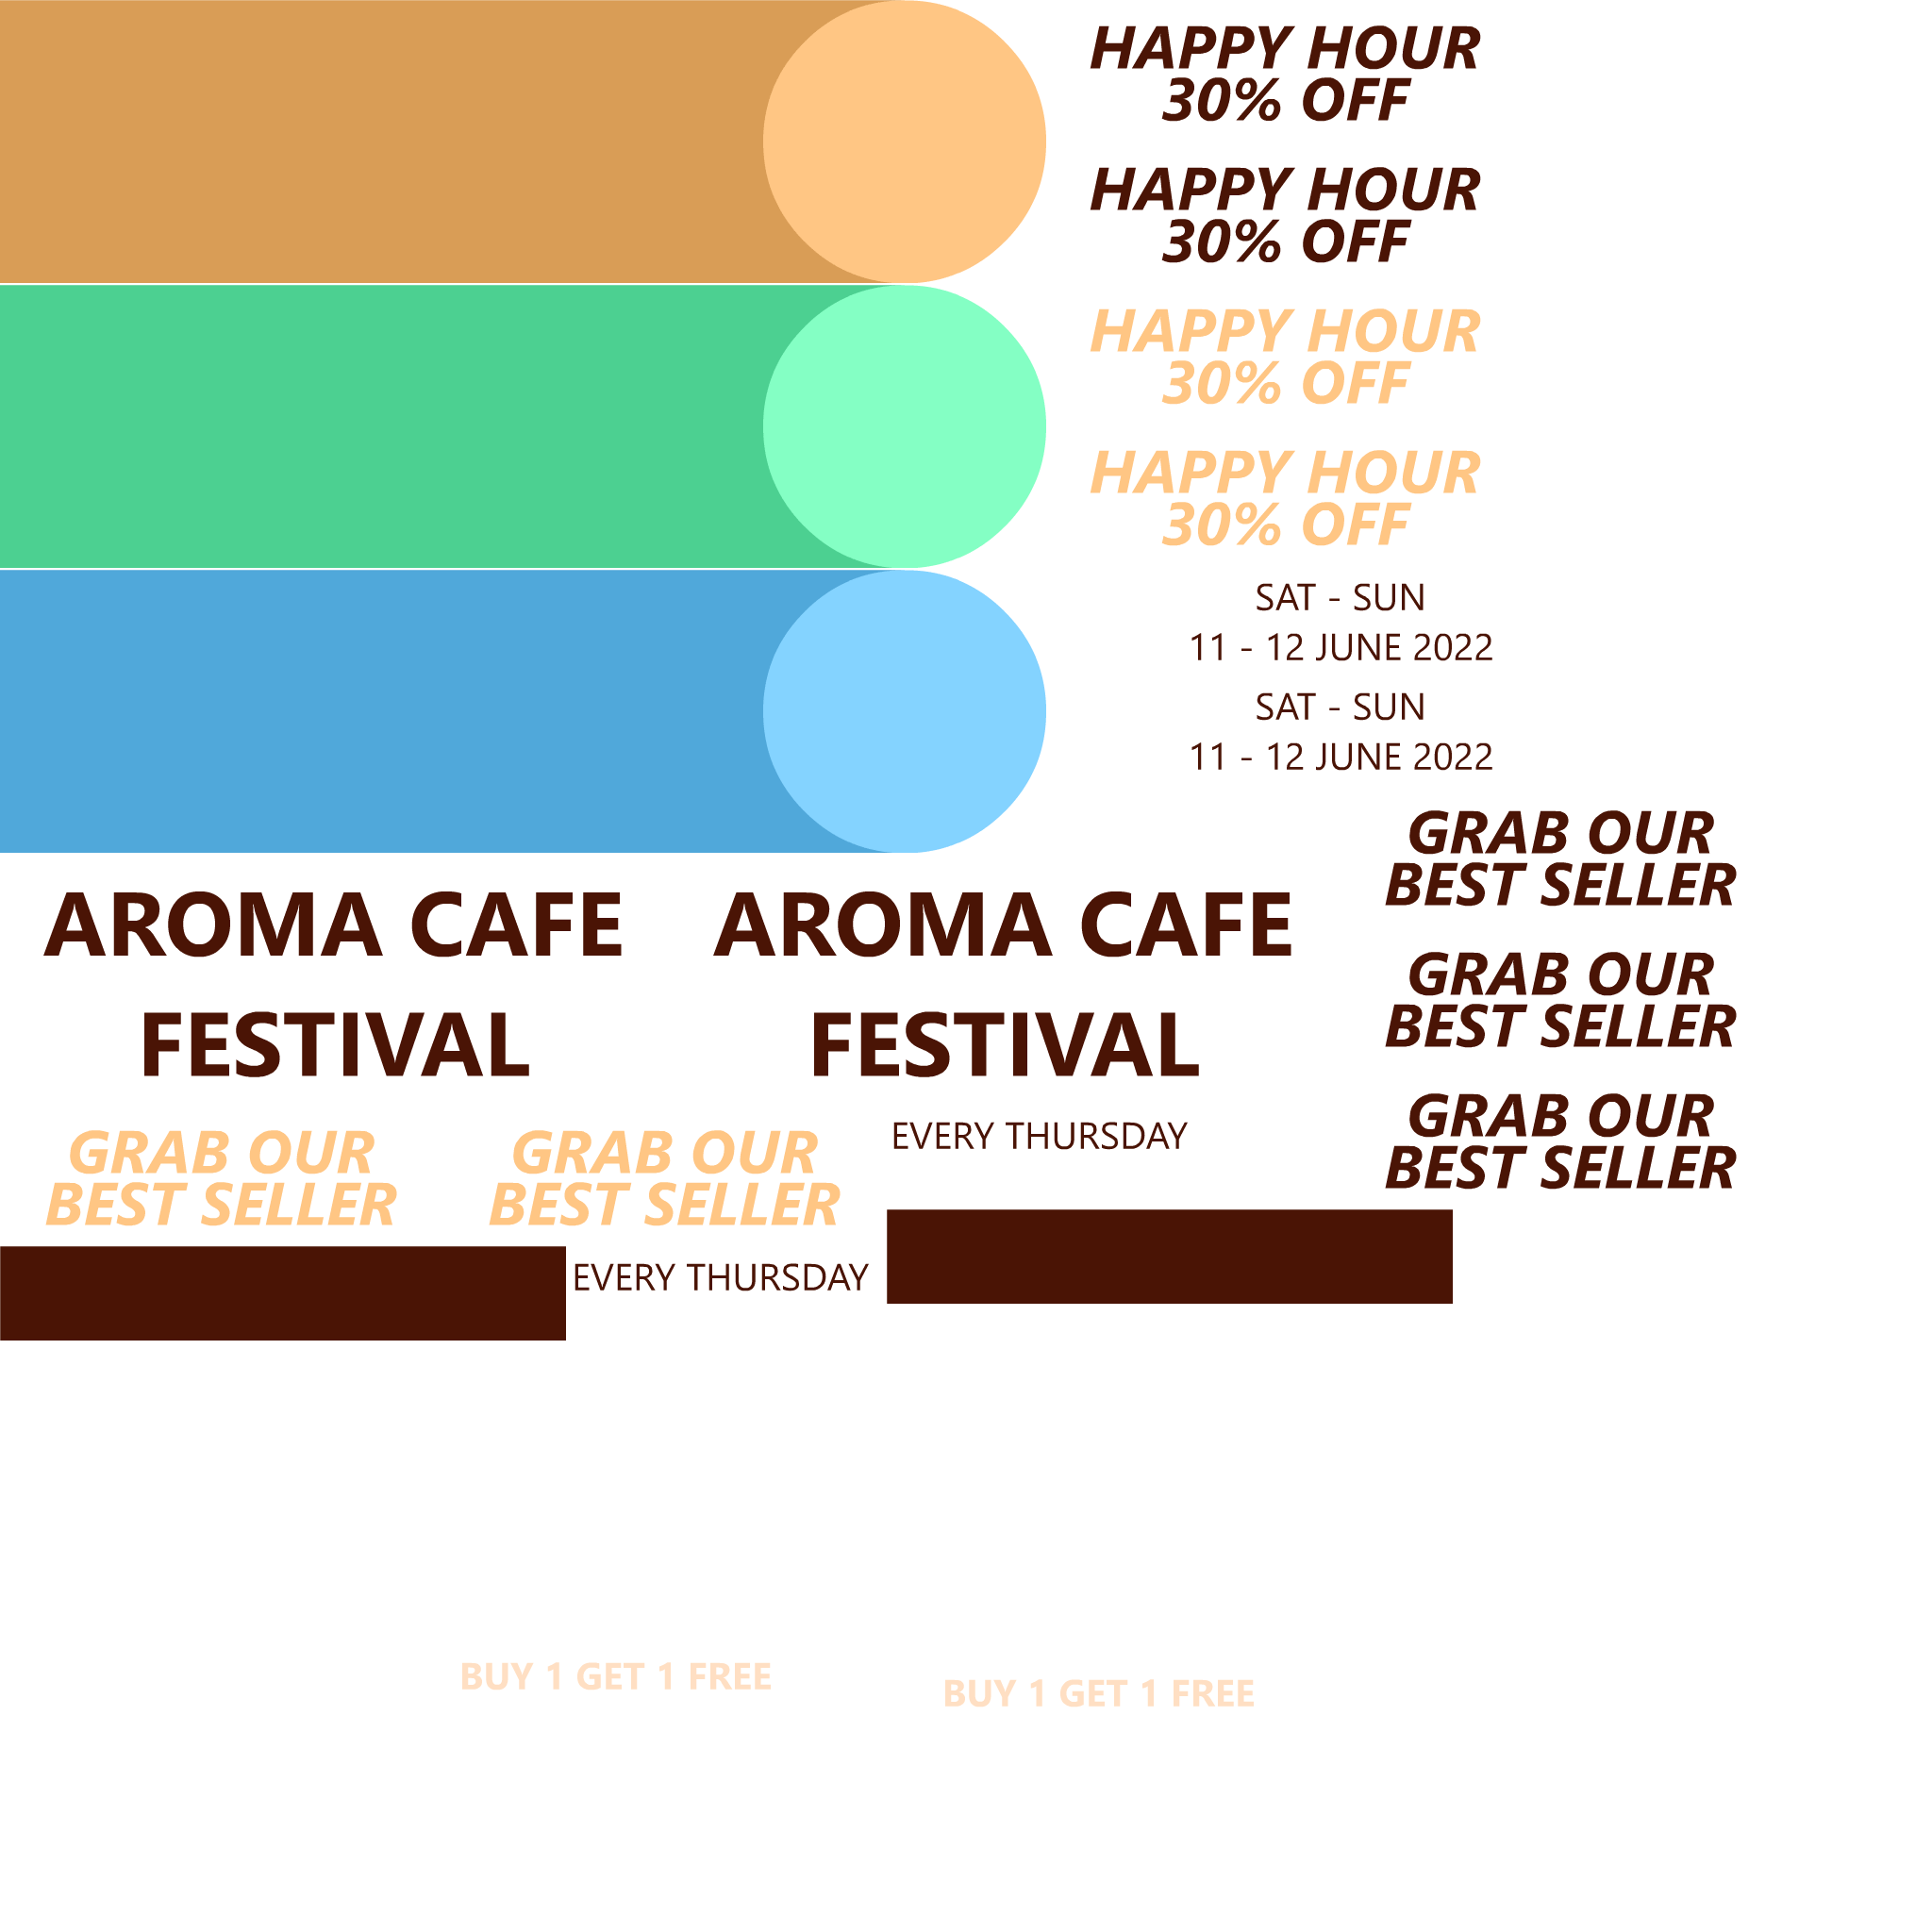 HAPPY HOUR
30% OFF
HAPPY HOUR
30% OFF
HAPPY HOUR
30% OFF
HAPPY HOUR
30% OFF
SAT - SUN
11 - 12 JUNE 2022
SAT - SUN
11 - 12 JUNE 2022
GRAB OUR
BEST SELLER
AROMA CAFE
FESTIVAL
AROMA CAFE
FESTIVAL
GRAB OUR
BEST SELLER
GRAB OUR
BEST SELLER
GRAB OUR
BEST SELLER
GRAB OUR
BEST SELLER
EVERY THURSDAY
EVERY THURSDAY
BUY 1 GET 1 FREE
BUY 1 GET 1 FREE